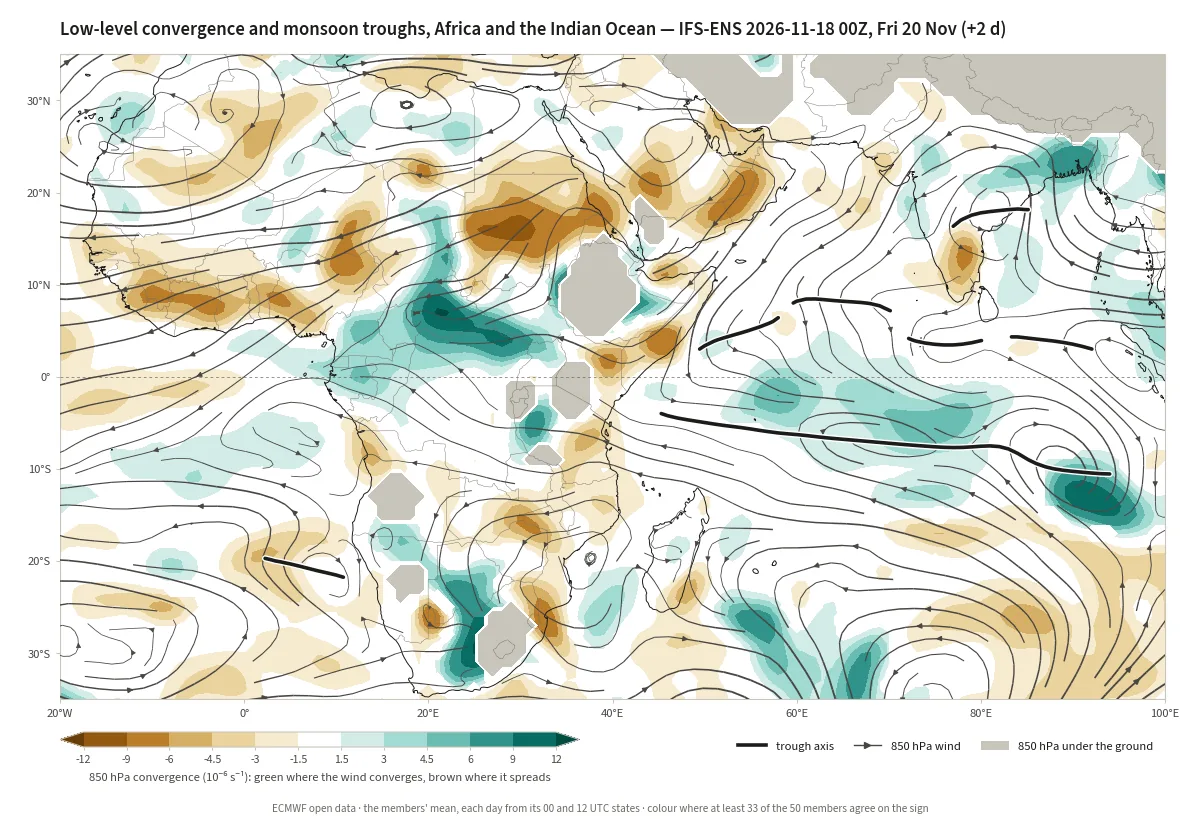 Low-level convergence and monsoon troughs, Africa and the Indian Ocean — IFS-ENS 2026-11-18 00Z, Fri 20 Nov (+2 d)
30°N
20°N
10°N
0°
10°S
20°S
30°S
20°W 0° 20°E 40°E 60°E 80°E 100°E
-12 -9 -6 -4.5 -3 -1.5 1.5 3 4.5 6 9 12
850 hPa convergence (10⁻⁶ s⁻¹): green where the wind converges, brown where it spreads
trough axis 850 hPa wind 850 hPa under the ground
ECMWF open data · the members' mean, each day from its 00 and 12 UTC states · colour where at least 33 of the 50 members agree on the sign